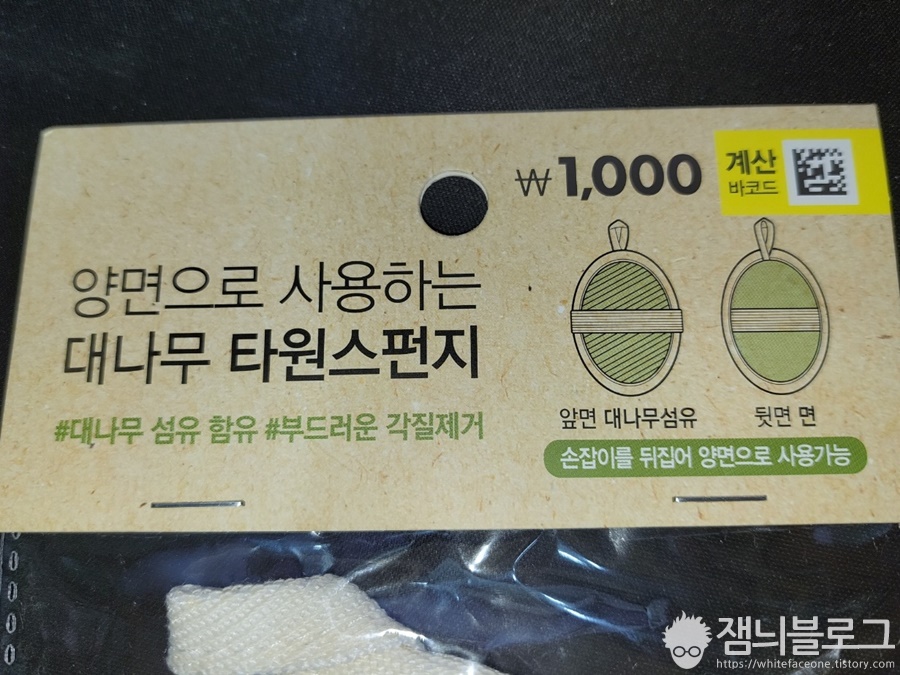 ₩1,000
계산
바코드
양면으로 사용하는
대나무 타원스펀지
#대나무 섬유 함유 #부드러운 각질제거
앞면 대나무섬유
뒷면 면
손잡이를 뒤집어 양면으로 사용가능
잼늬블로그
https://whitefaceone.tistory.com